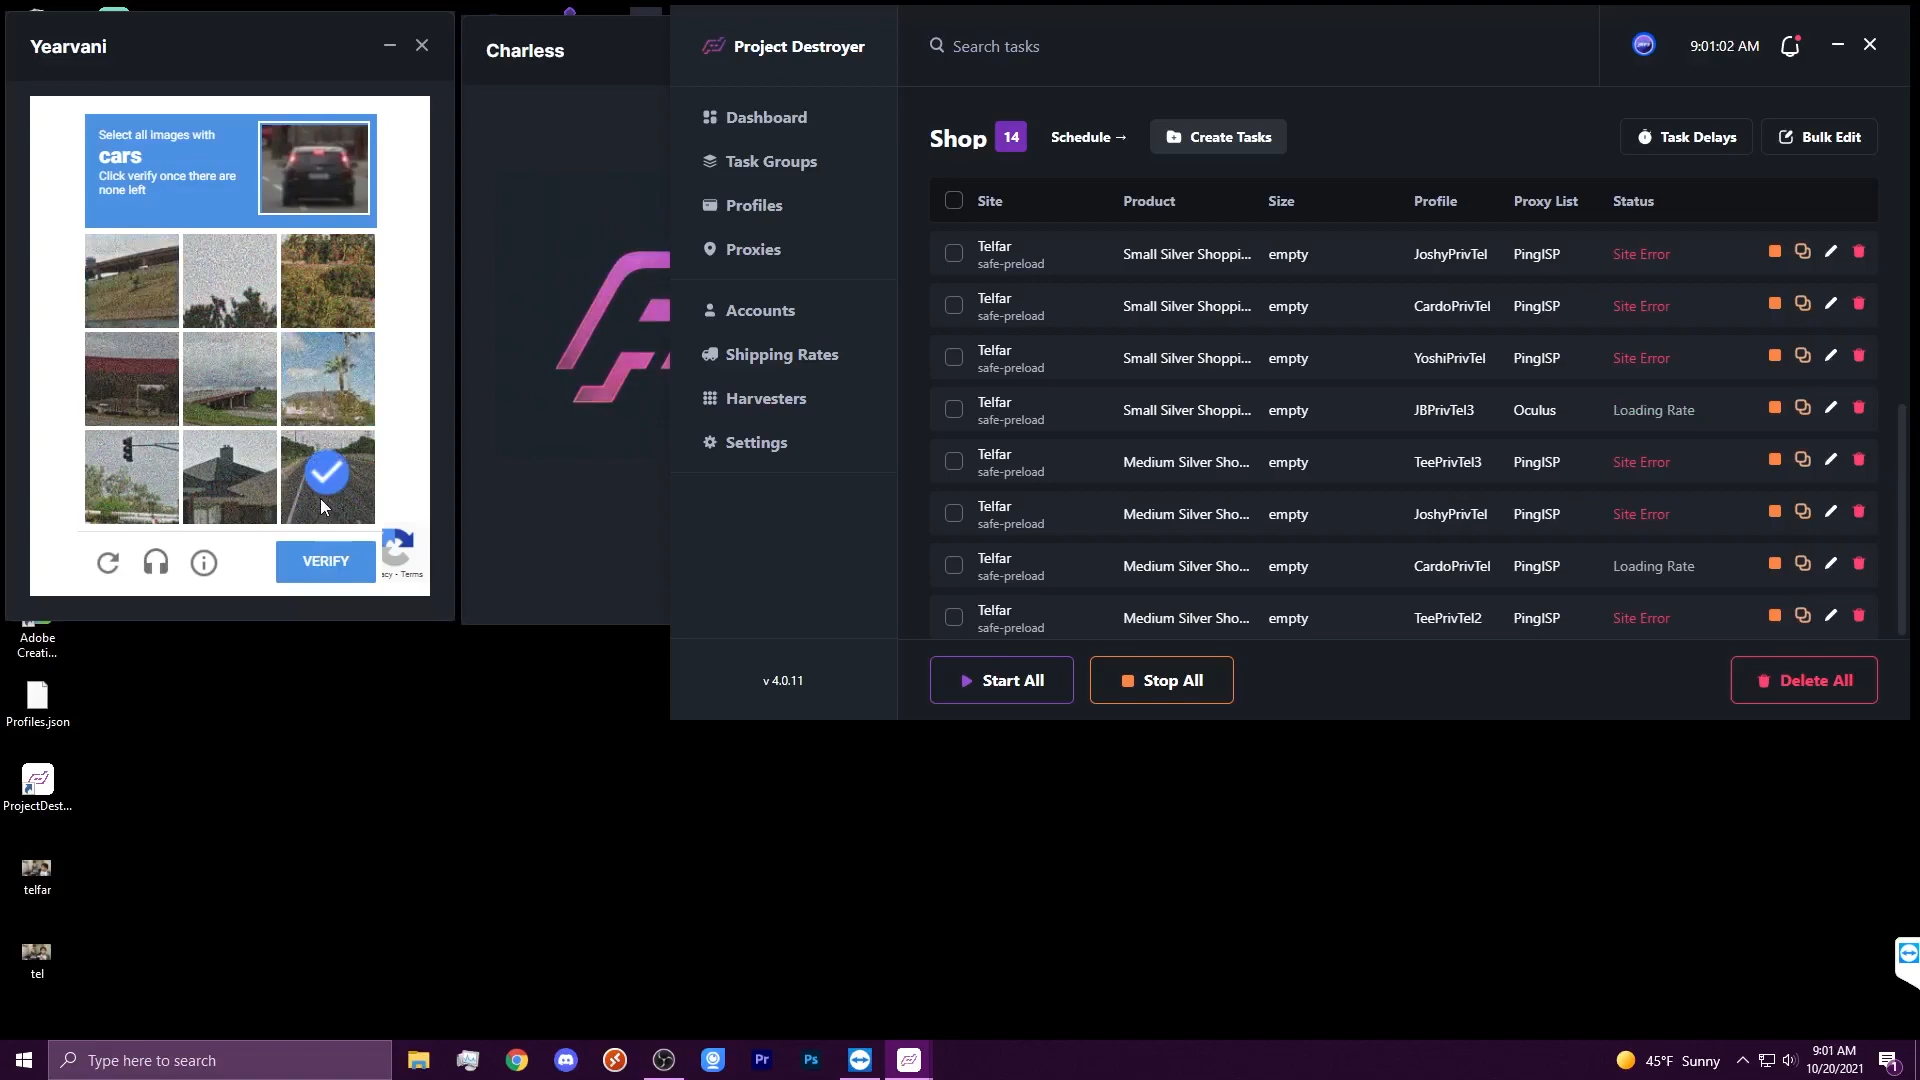 Yearvani
Select all images with
cars
Click verify once there are
none left
VERIFY
acy - Terms
Charless
Project Destroyer
Dashboard
Task Groups
Profiles
Proxies
Accounts
Shipping Rates
Harvesters
Settings
v 4.0.11
Search tasks
9:01:02 AM
Shop 14 Schedule → Create Tasks Task Delays Bulk Edit
Site Product Size Profile Proxy List Status
Telfar
safe-preload
Small Silver Shoppi... empty JoshyPrivTel PingISP Site Error
Telfar
safe-preload
Small Silver Shoppi... empty CardoPrivTel PingISP Site Error
Telfar
safe-preload
Small Silver Shoppi... empty YoshiPrivTel PingISP Site Error
Telfar
safe-preload
Small Silver Shoppi... empty JBPrivTel3 Oculus Loading Rate
Telfar
safe-preload
Medium Silver Sho... empty TeePrivTel3 PingISP Site Error
Telfar
safe-preload
Medium Silver Sho... empty JoshyPrivTel PingISP Site Error
Telfar
safe-preload
Medium Silver Sho... empty CardoPrivTel PingISP Loading Rate
Telfar
safe-preload
Medium Silver Sho... empty TeePrivTel2 PingISP Site Error
Start All Stop All Delete All
Adobe
Creati...
Profiles.json
ProjectDest...
telfar
tel
Type here to search
Pr
Ps
45°F Sunny
9:01 AM
10/20/2021
1